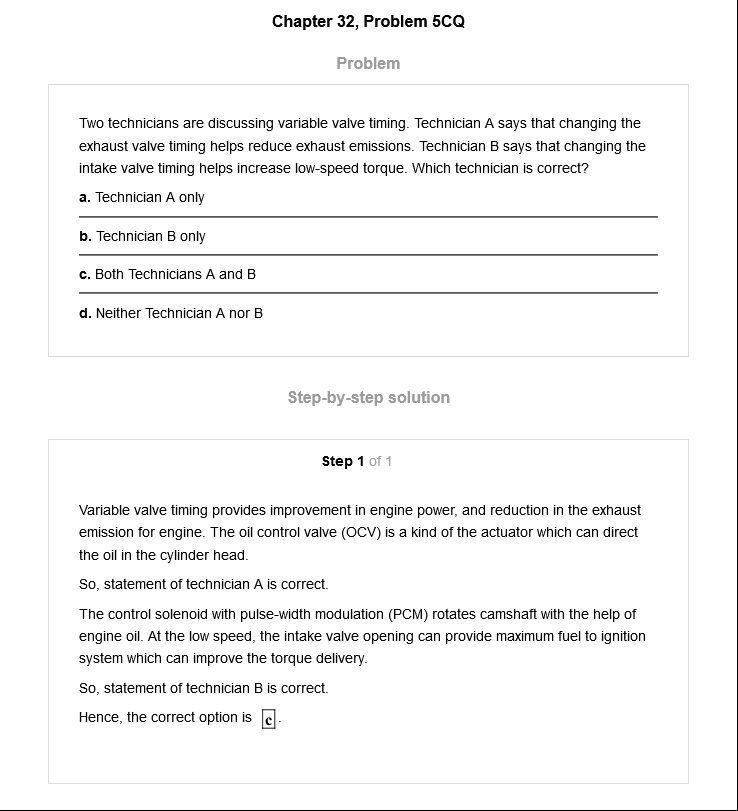 Chapter 32, Problem 5CQ
Problem
Two technicians are discussing variable valve timing. Technician A says that changing the
exhaust valve timing helps reduce exhaust emissions. Technician B says that changing the
intake valve timing helps increase low-speed torque. Which technician is correct?
a. Technician A only
b. Technician B only
c. Both Technicians A and B
d. Neither Technician A nor B
Step-by-step solution
Step 1 of 1
Variable valve timing provides improvement in engine power, and reduction in the exhaust
emission for engine. The oil control valve (OCV) is a kind of the actuator which can direct
the oil in the cylinder head.
So, statement of technician A is correct.
The control solenoid with pulse-width modulation (PCM) rotates camshaft with the help of
engine oil. At the low speed, the intake valve opening can provide maximum fuel to ignition
system which can improve the torque delivery.
So, statement of technician B is correct.
Hence, the correct option is c.